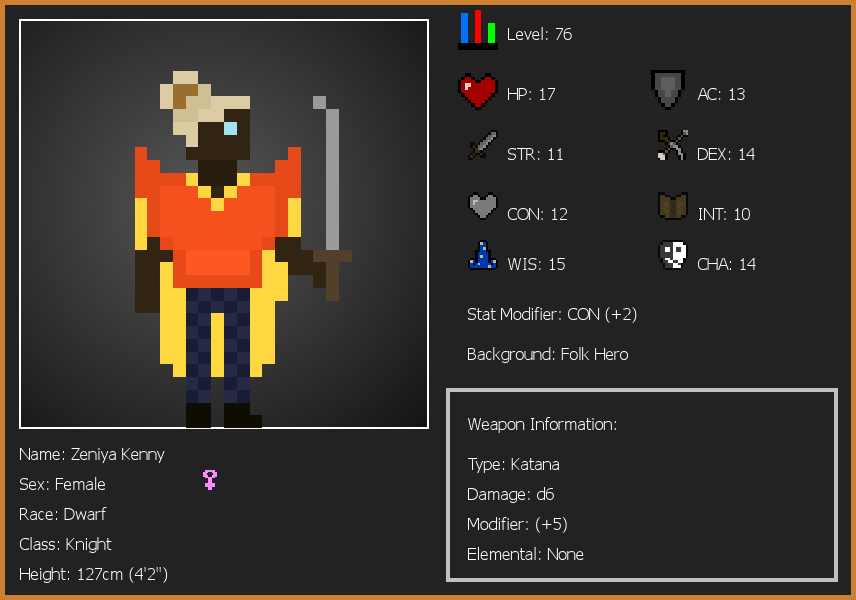 Level: 76
HP: 17
AC: 13
STR: 11
DEX: 14
CON: 12
INT: 10
WIS: 15
CHA: 14
Stat Modifier: CON (+2)
Background: Folk Hero
Weapon Information:
Type: Katana
Damage: d6
Modifier: (+5)
Elemental: None
Name: Zeniya Kenny
Sex: Female
Race: Dwarf
Class: Knight
Height: 127cm (4'2")